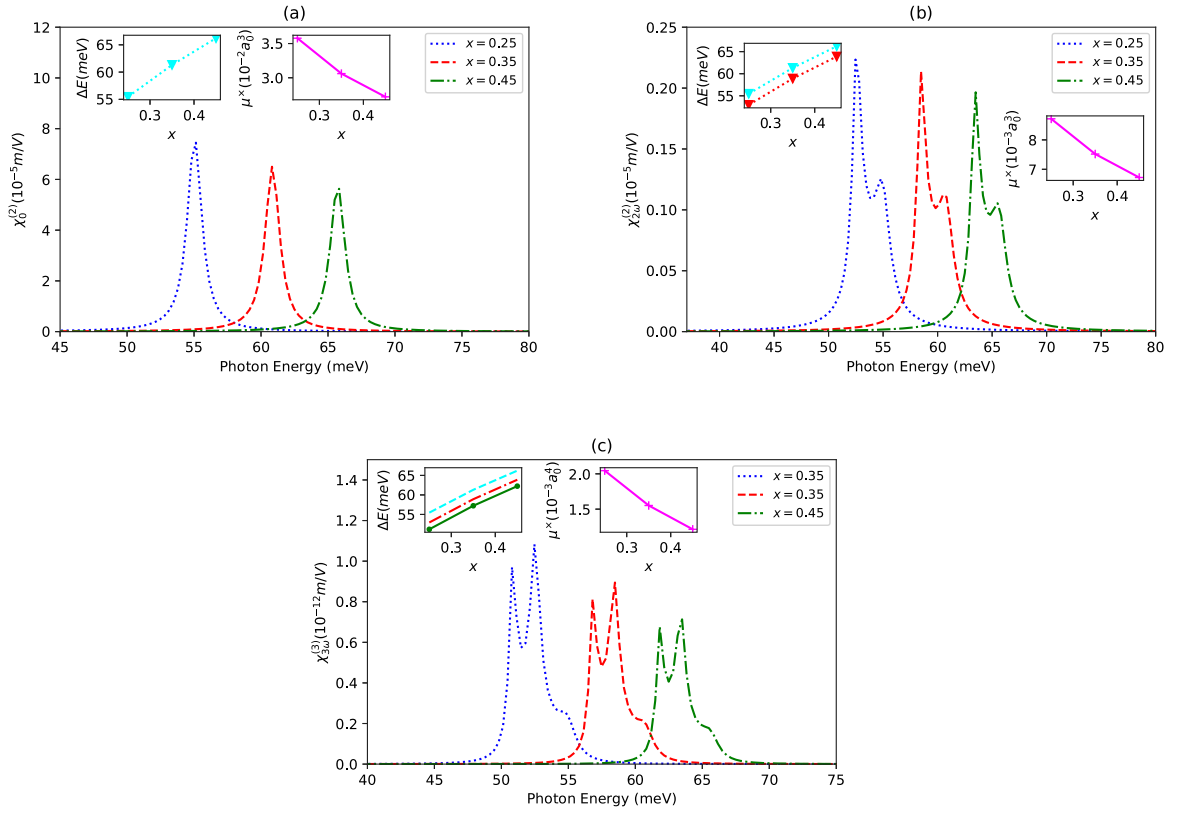 (a)
12
10
8
6
4
2
0
χ₀⁽²⁾(10⁻⁵m/V)
45 50 55 60 65 70 75 80
Photon Energy (meV)
x = 0.25
x = 0.35
x = 0.45
ΔE(meV)
65
60
55
0.3 0.4
x
μ×(10⁻²a₀³)
3.5
3.0
0.3 0.4
x
(b)
0.25
0.20
0.15
0.10
0.05
0.00
χ₂ω⁽²⁾(10⁻⁵m/V)
40 45 50 55 60 65 70 75 80
Photon Energy (meV)
x = 0.25
x = 0.35
x = 0.45
ΔE(meV)
65
60
55
0.3 0.4
x
μ×(10⁻³a₀³)
8
7
0.3 0.4
x
(c)
1.4
1.2
1.0
0.8
0.6
0.4
0.2
0.0
χ₃ω⁽³⁾(10⁻¹²m/V)
40 45 50 55 60 65 70 75
Photon Energy (meV)
x = 0.35
x = 0.35
x = 0.45
ΔE(meV)
65
60
55
0.3 0.4
x
μ×(10⁻³a₀⁴)
2.0
1.5
0.3 0.4
x